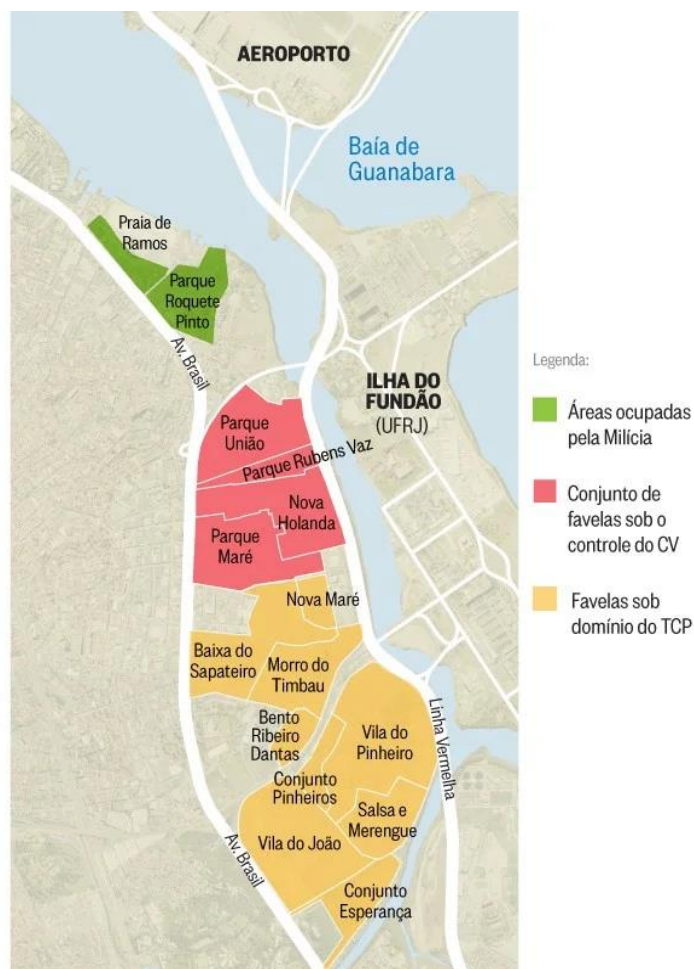 AEROPORTO
Baía de
Guanabara
Praia de
Ramos
Parque
Roquete
Pinto
Av. Brasil
ILHA DO
FUNDÃO
(UFRJ)
Parque
União
Parque Rubens Vaz
Nova
Holanda
Parque
Maré
Nova Maré
Baixa do
Sapateiro
Morro do
Timbau
Bento
Ribeiro
Dantas
Vila do
Pinheiro
Linha Vermelha
Conjunto
Pinheiros
Salsa e
Merengue
Vila do João
Av. Brasil
Conjunto
Esperança
Legenda:
Áreas ocupadas
pela Milícia
Conjunto de
favelas sob o
controle do CV
Favelas sob
domínio do TCP